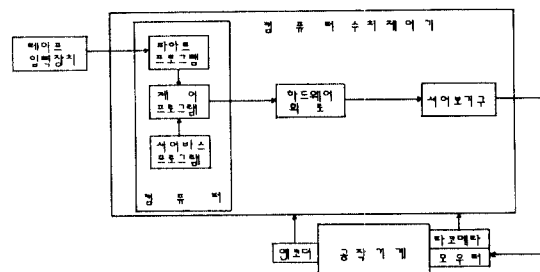 컴 퓨 터 수 치 제 어 기
테이프
입력장치
파아트
프로그램
제 어
프로그램
하드웨어
회 로
서어보기구
서어비스
프로그램
컴 퓨 터
엔코더
공 작 기 계
타코메타
모우터